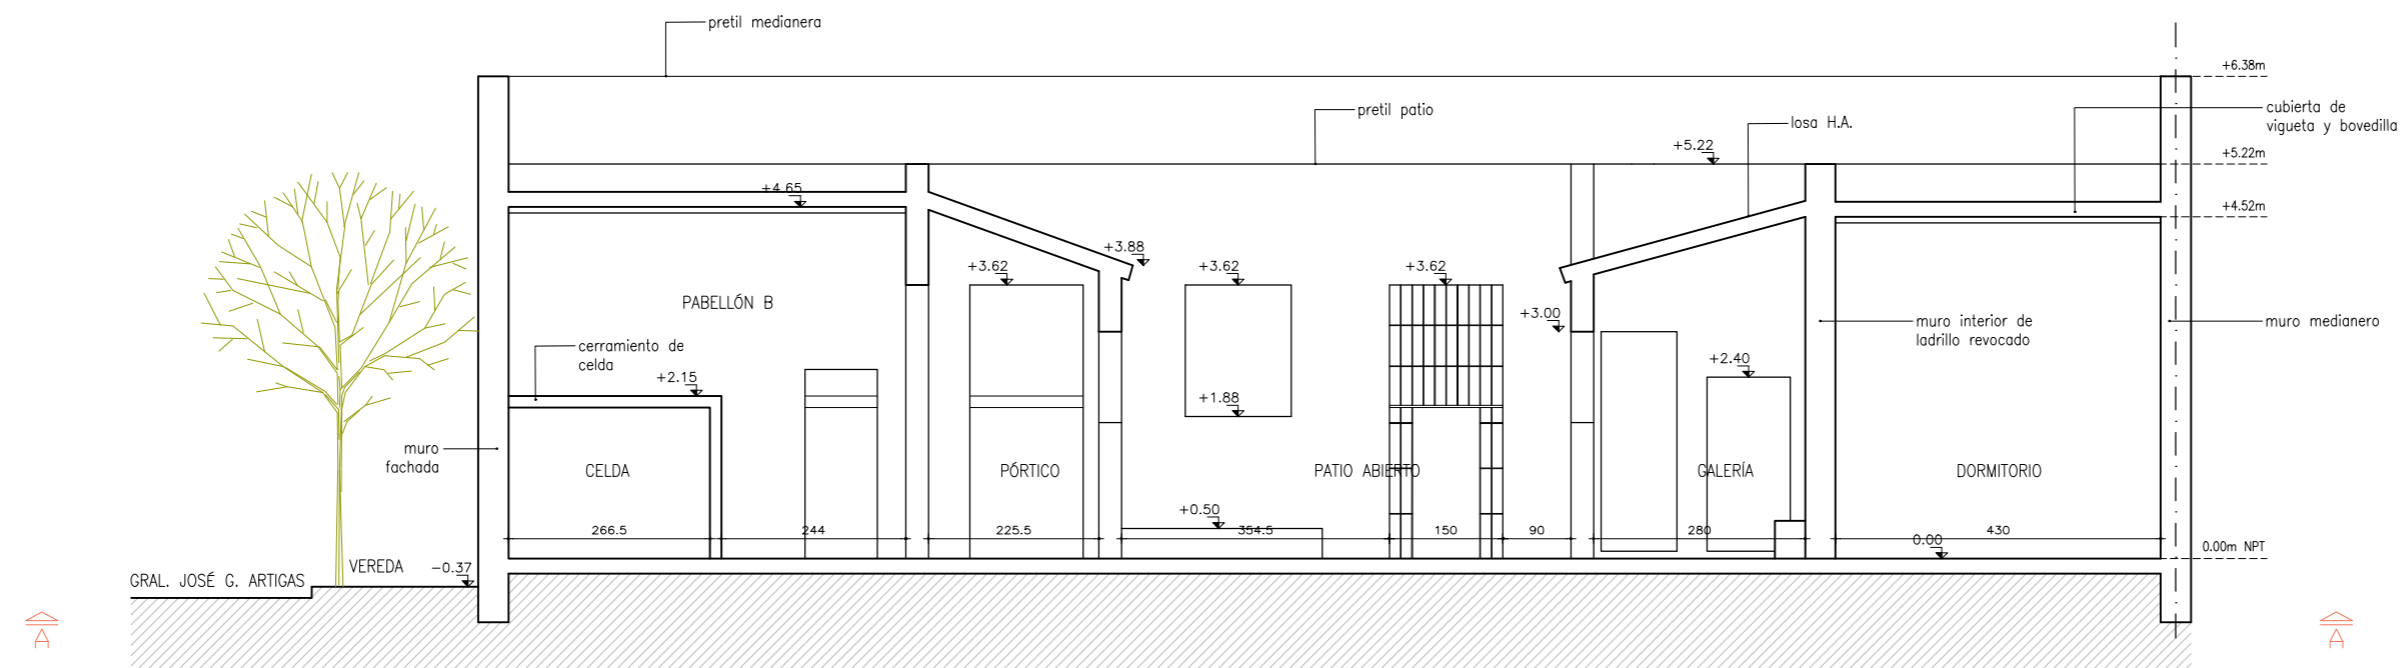 pretil medianera
+6.38m
cubierta de
vigueta y bovedilla
pretil patio
losa H.A.
+5.22
+5.22m
+4.65
+4.52m
+3.88
+3.62
+3.62
+3.62
PABELLÓN B
+3.00
muro interior de
ladrillo revocado
muro medianero
cerramiento de
celda
+2.15
+2.40
+1.88
muro
fachada
CELDA
PÓRTICO
PATIO ABIERTO
GALERÍA
DORMITORIO
+0.50
266.5
244
225.5
354.5
150
90
280
430
0.00
0.00m NPT
VEREDA
-0.37
GRAL. JOSÉ G. ARTIGAS
A
A